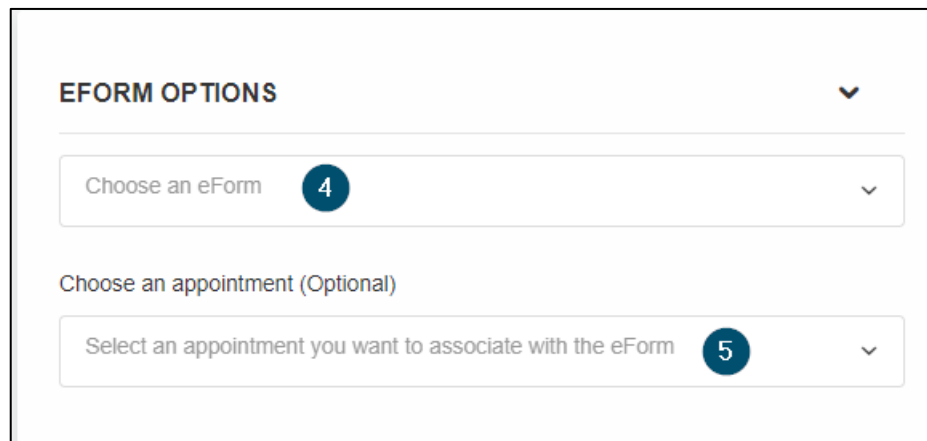 EFORM OPTIONS
Choose an eForm 4
Choose an appointment (Optional)
Select an appointment you want to associate with the eForm 5